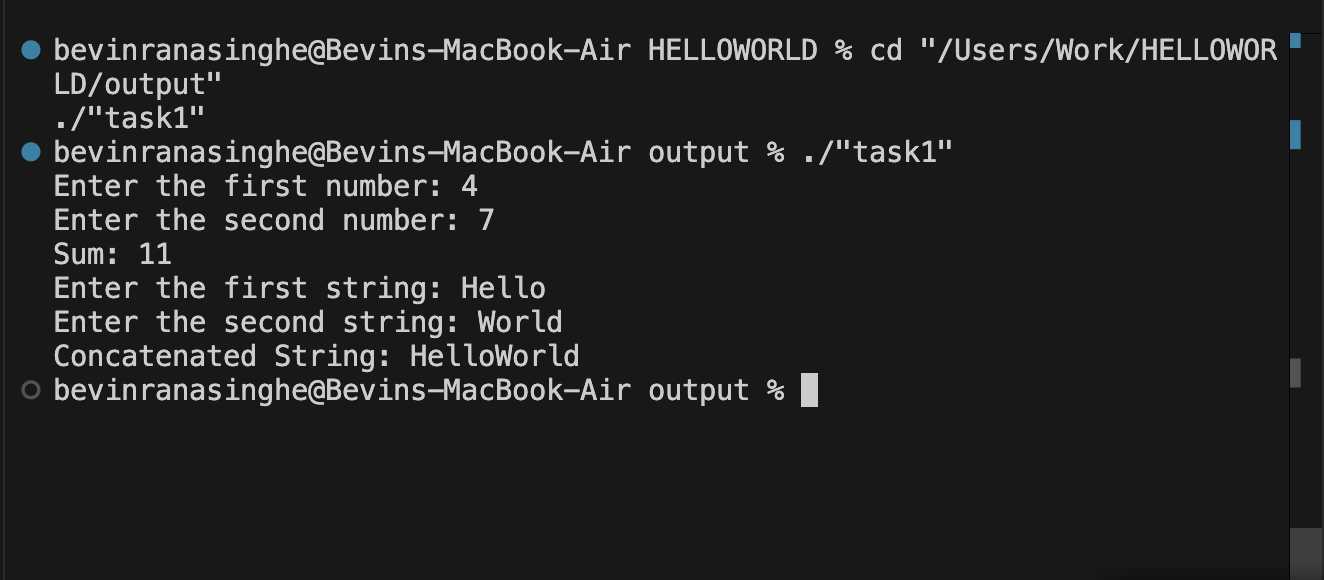 bevinranasinghe@Bevins-MacBook-Air HELLOWORLD % cd "/Users/Work/HELLOWOR
LD/output"
./"task1"
bevinranasinghe@Bevins-MacBook-Air output % ./"task1"
Enter the first number: 4
Enter the second number: 7
Sum: 11
Enter the first string: Hello
Enter the second string: World
Concatenated String: HelloWorld
bevinranasinghe@Bevins-MacBook-Air output %